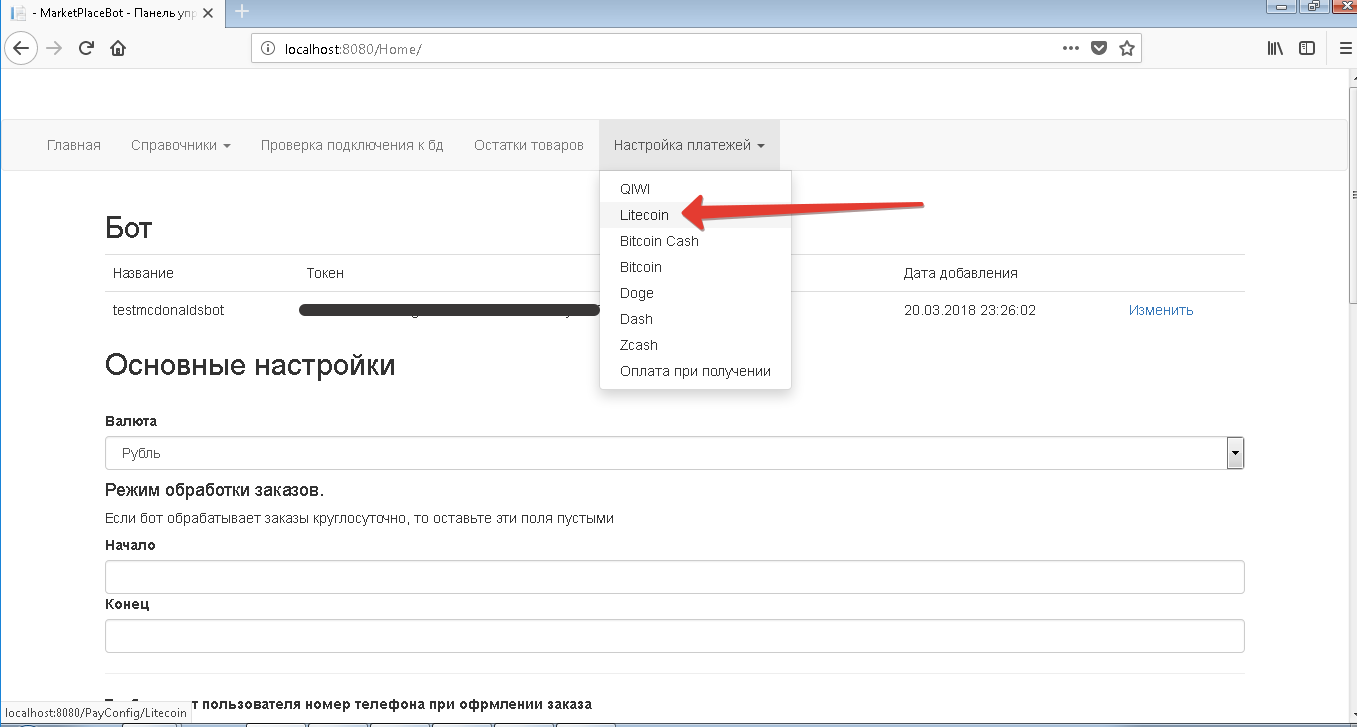 - MarketPlaceBot - Панель упр
localhost:8080/Home/
Главная Справочники Проверка подключения к бд Остатки товаров Настройка платежей
QIWI
Litecoin
Bitcoin Cash
Bitcoin
Doge
Dash
Zcash
Оплата при получении
Бот
Название Токен Дата добавления
testmcdonaldsbot 20.03.2018 23:26:02 Изменить
Основные настройки
Валюта
Рубль
Режим обработки заказов.
Если бот обрабатывает заказы круглосуточно, то оставьте эти поля пустыми
Начало
Конец
т пользователя номер телефона при офрмлении заказа
localhost:8080/PayConfig/Litecoin